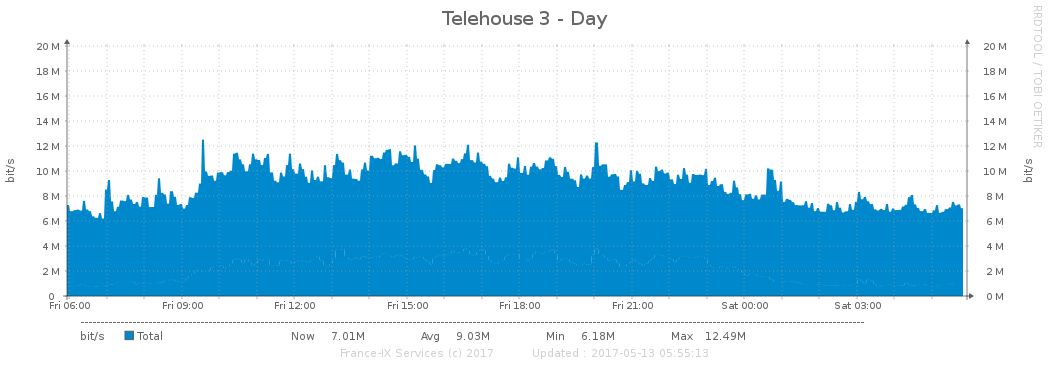 Telehouse 3 - Day
RRDTOOL / TOBI OETIKER
bit/s
bit/s
20 M 20 M
18 M 18 M
16 M 16 M
14 M 14 M
12 M 12 M
10 M 10 M
8 M 8 M
6 M 6 M
4 M 4 M
2 M 2 M
0 0 M
Fri 06:00 Fri 09:00 Fri 12:00 Fri 15:00 Fri 18:00 Fri 21:00 Sat 00:00 Sat 03:00
bit/s Total Now 7.01M Avg 9.03M Min 6.18M Max 12.49M
France-IX Services (c) 2017 Updated : 2017-05-13 05:55:13